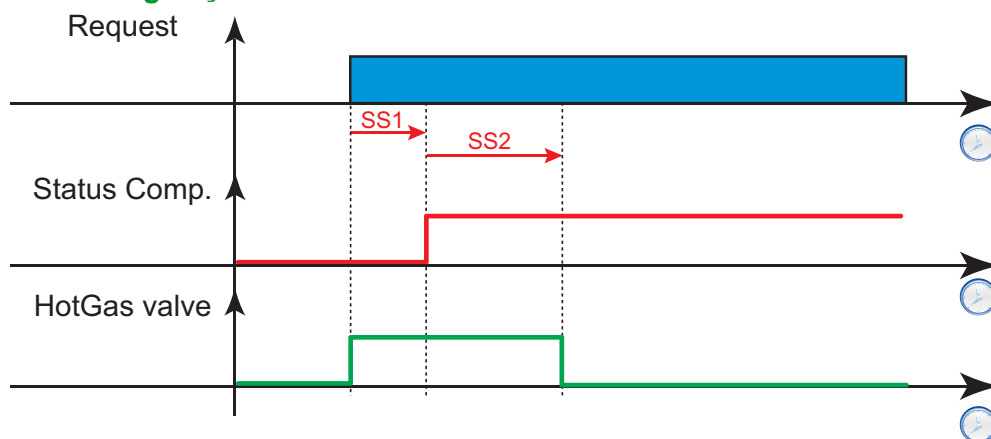 Request
SS1
SS2
Status Comp.
HotGas valve